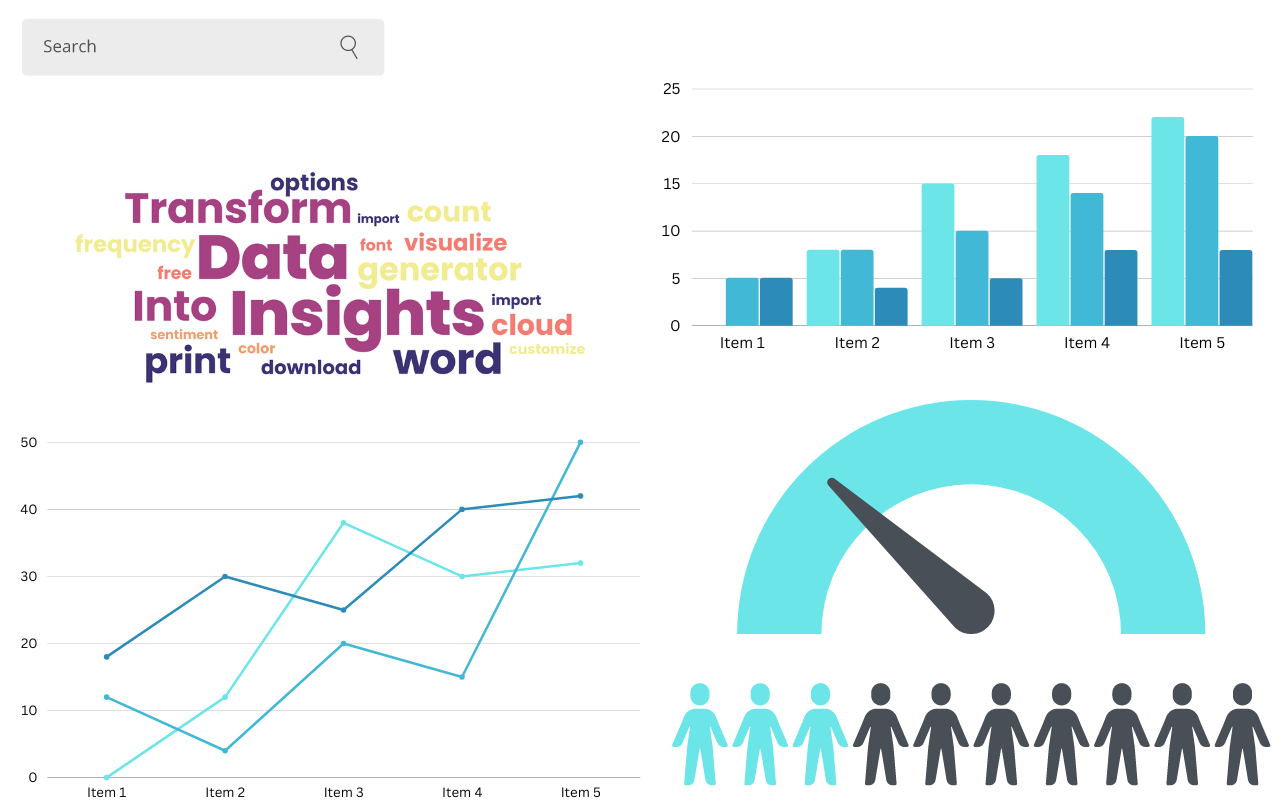 Search
options
Transform import count
frequency Data font visualize
free generator
Into Insights import
sentiment cloud
print color word customize
download
25
20
15
10
5
0
Item 1 Item 2 Item 3 Item 4 Item 5
50
40
30
20
10
0
Item 1 Item 2 Item 3 Item 4 Item 5